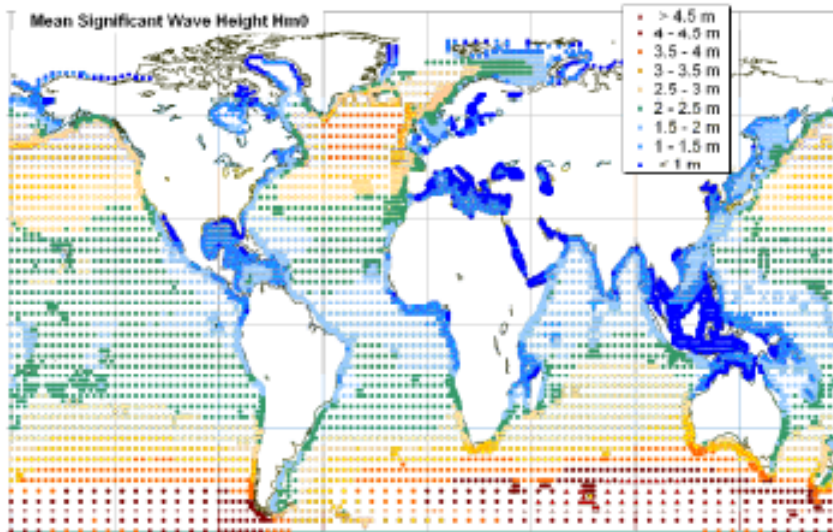 Mean Significant Wave Height Hm0
> 4.5 m
4 - 4.5 m
3.5 - 4 m
3 - 3.5 m
2.5 - 3 m
2 - 2.5 m
1.5 - 2 m
1 - 1.5 m
< 1 m